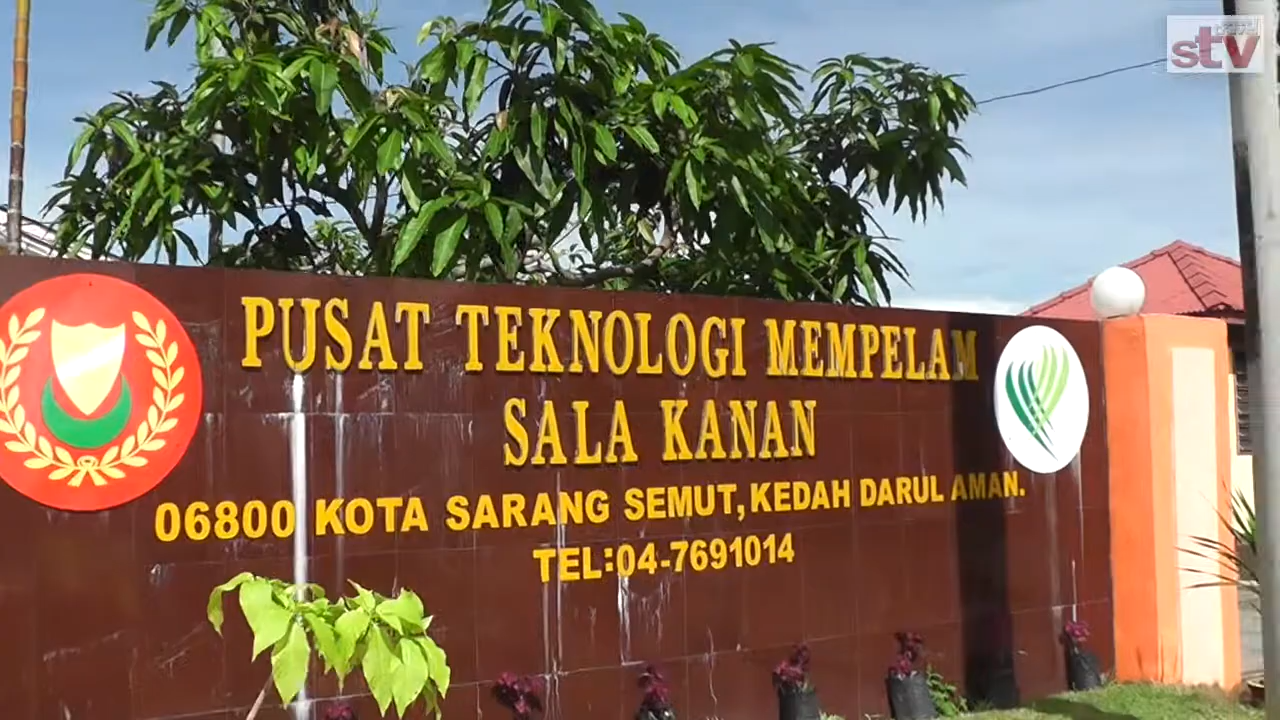 stv
PUSAT TEKNOLOGI MEMPELAM
SALA KANAN
06800 KOTA SARANG SEMUT, KEDAH DARUL AMAN.
TEL:04-7691014